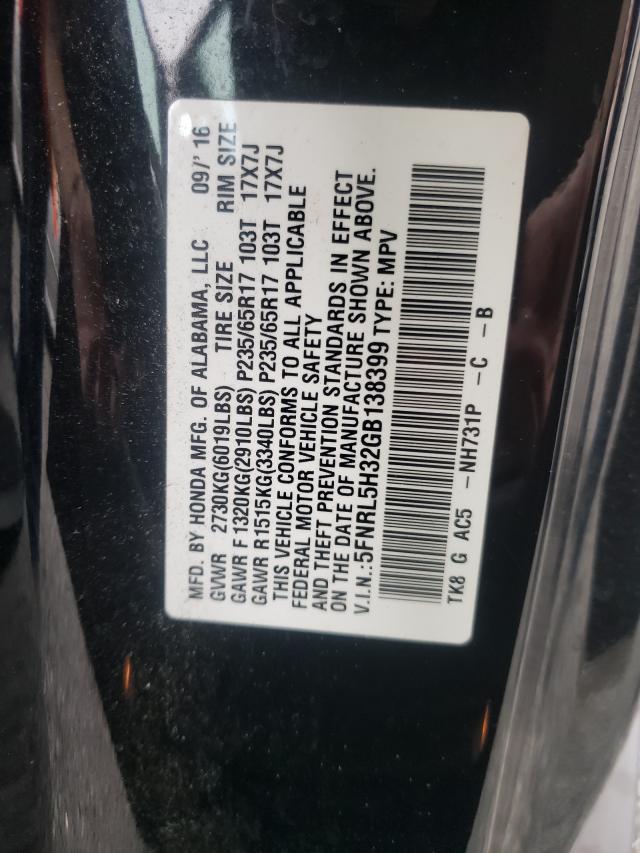 MFD. BY HONDA MFG. OF ALABAMA, LLC 09/'16
GVWR 2730KG(6019LBS) TIRE SIZE RIM SIZE
GAWR F 1320KG(2910LBS) P235/65R17 103T 17X7J
GAWR R1515KG(3340LBS) P235/65R17 103T 17X7J
THIS VEHICLE CONFORMS TO ALL APPLICABLE
FEDERAL MOTOR VEHICLE SAFETY
AND THEFT PREVENTION STANDARDS IN EFFECT
ON THE DATE OF MANUFACTURE SHOWN ABOVE.
V.I.N.:5FNRL5H32GB138399 TYPE: MPV
TK8 G AC5 -NH731P -C -B